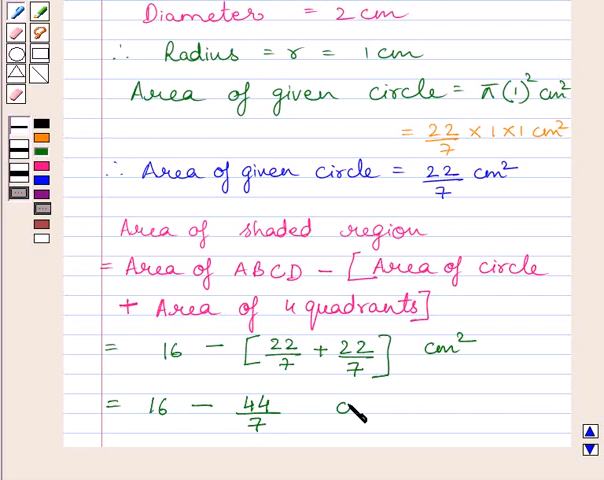 Diameter = 2 cm
∴ Radius = r = 1 cm
Area of given circle = π(1)² cm²
= 22/7 × 1 × 1 cm²
∴ Area of given circle = 22/7 cm²
Area of shaded region
= Area of ABCD – [Area of circle
+ Area of 4 quadrants]
= 16 – [22/7 + 22/7] cm²
= 16 – 44/7 c